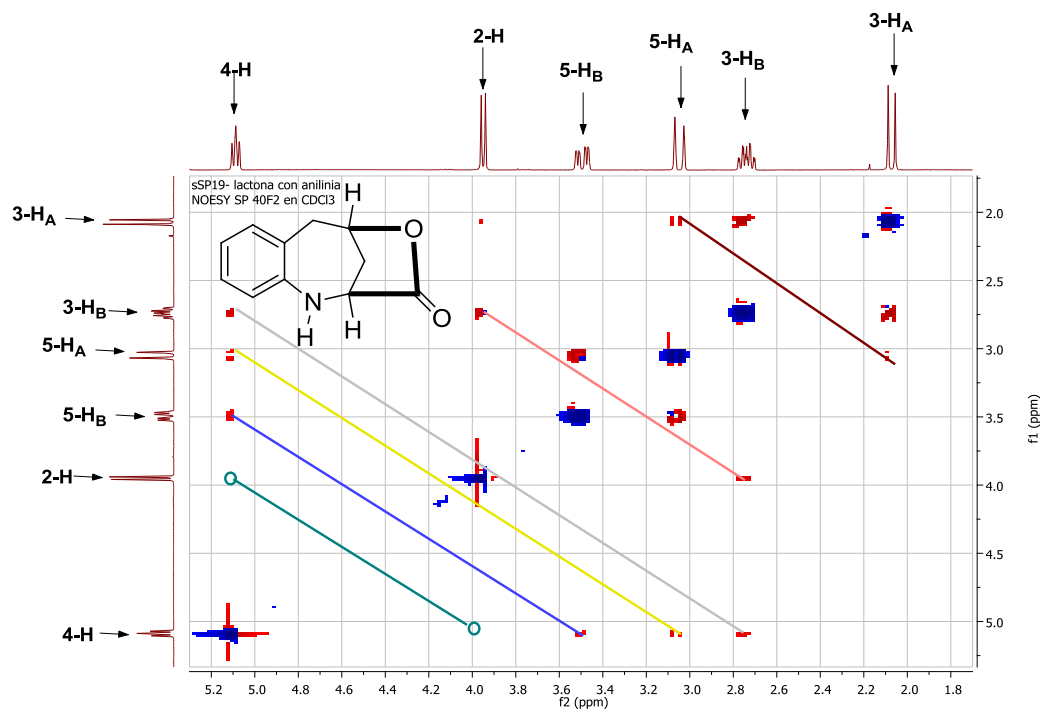 4-H
2-H
5-HB
5-HA
3-HB
3-HA
sSP19- lactona con anilinia
NOESY SP 40F2 en CDCl3
H
O
N
H
H
O
3-HA
3-HB
5-HA
5-HB
2-H
4-H
2.0
2.5
3.0
3.5
4.0
4.5
5.0
f1 (ppm)
5.2 5.0 4.8 4.6 4.4 4.2 4.0 3.8 3.6 3.4 3.2 3.0 2.8 2.6 2.4 2.2 2.0 1.8
f2 (ppm)